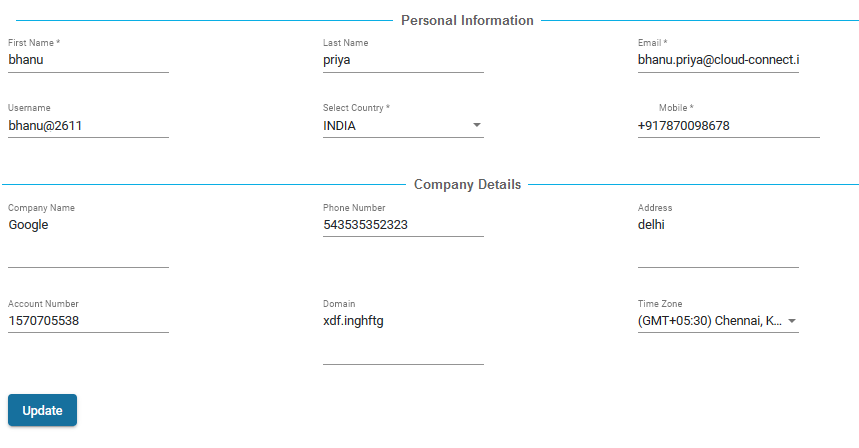 Personal Information
First Name * Last Name Email *
bhanu priya bhanu.priya@cloud-connect.i
Username Select Country * Mobile *
bhanu@2611 INDIA +917870098678
Company Details
Company Name Phone Number Address
Google 543535352323 delhi
Account Number Domain Time Zone
1570705538 xdf.inghftg (GMT+05:30) Chennai, K...
Update